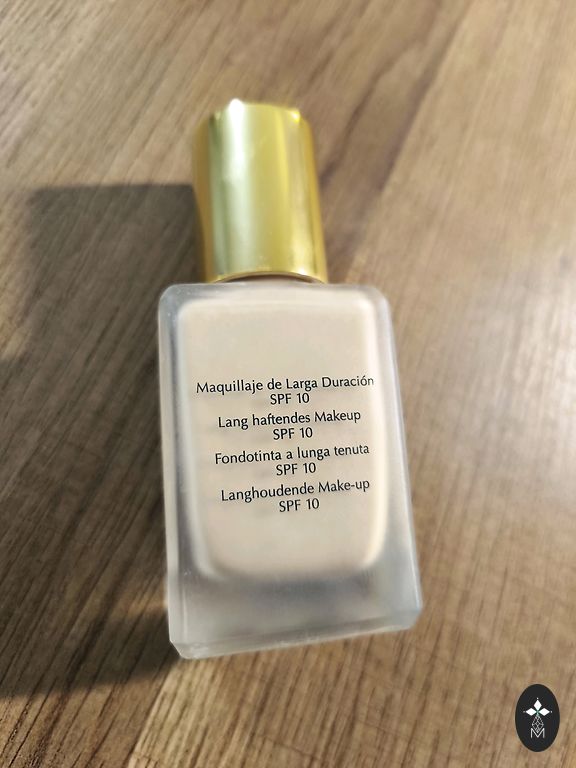 Maquillaje de Larga Duración
SPF 10
Lang haftendes Makeup
SPF 10
Fondotinta a lunga tenuta
SPF 10
Langhoudende Make-up
SPF 10
M